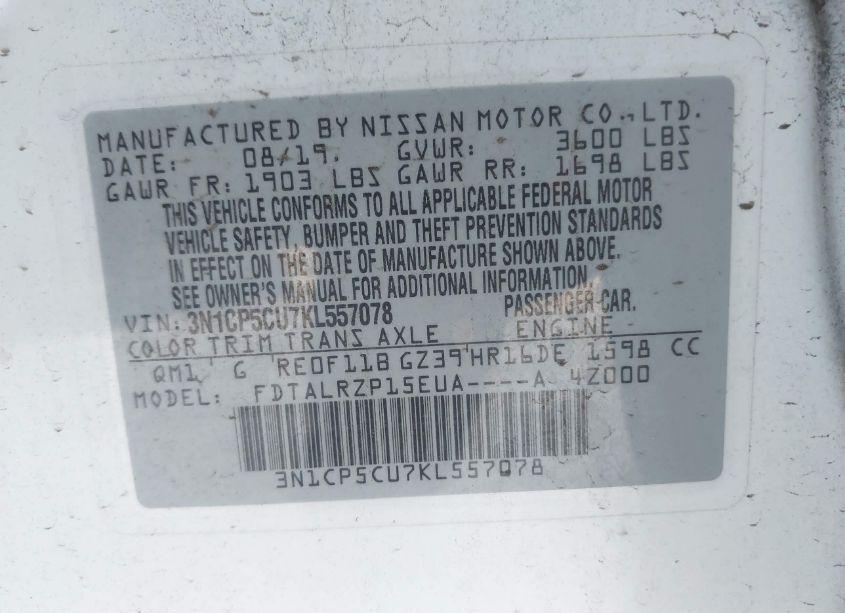 MANUFACTURED BY NISSAN MOTOR CO., LTD.
DATE: 08/19. GVWR: 3600 LBS
GAWR FR: 1903 LBS GAWR RR: 1698 LBS
THIS VEHICLE CONFORMS TO ALL APPLICABLE FEDERAL MOTOR
VEHICLE SAFETY, BUMPER AND THEFT PREVENTION STANDARDS
IN EFFECT ON THE DATE OF MANUFACTURE SHOWN ABOVE.
SEE OWNER'S MANUAL FOR ADDITIONAL INFORMATION.
VIN: 3N1CP5CU7KL557078 PASSENGER CAR.
COLOR TRIM TRANS AXLE ENGINE
QM1 G RE0F11B GZ39 HR16DE 1598 CC
MODEL: FDTALRZP15EUA----A 4Z000
3N1CP5CU7KL557078